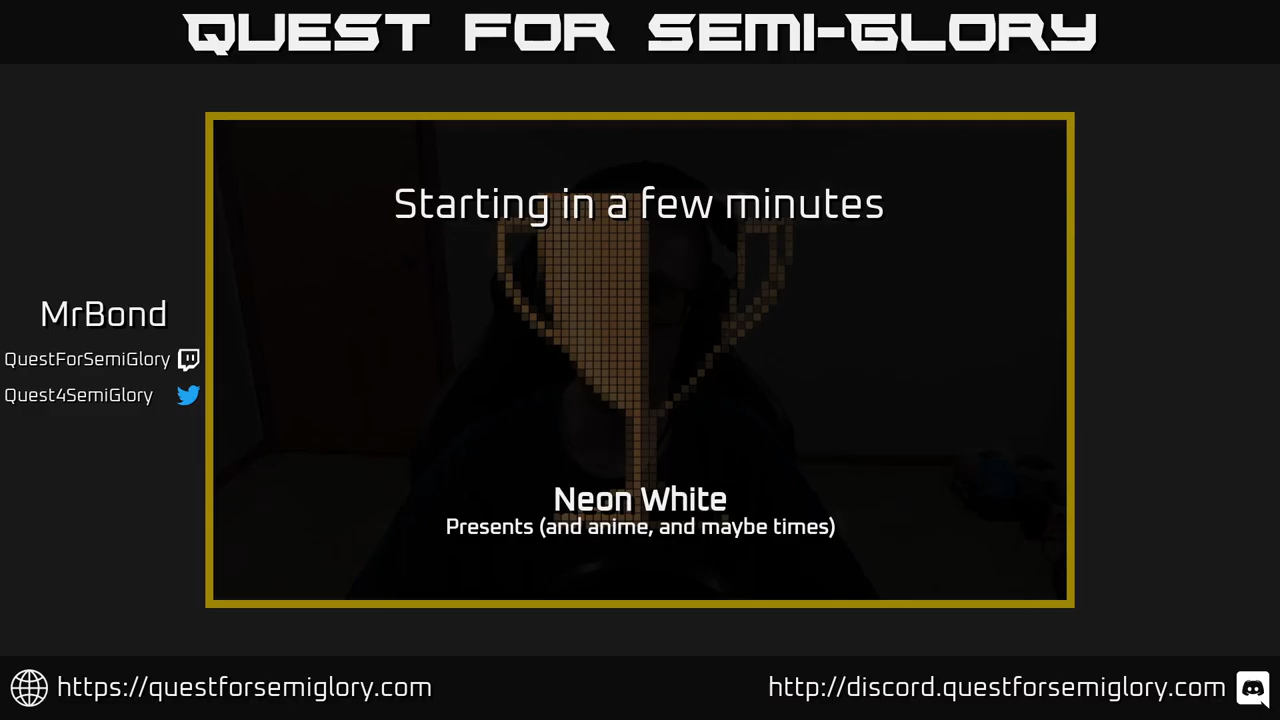 QUEST FOR SEMI-GLORY
Starting in a few minutes
MrBond
QuestForSemiGlory
Quest4SemiGlory
Neon White
Presents (and anime, and maybe times)
https://questforsemiglory.com
http://discord.questforsemiglory.com